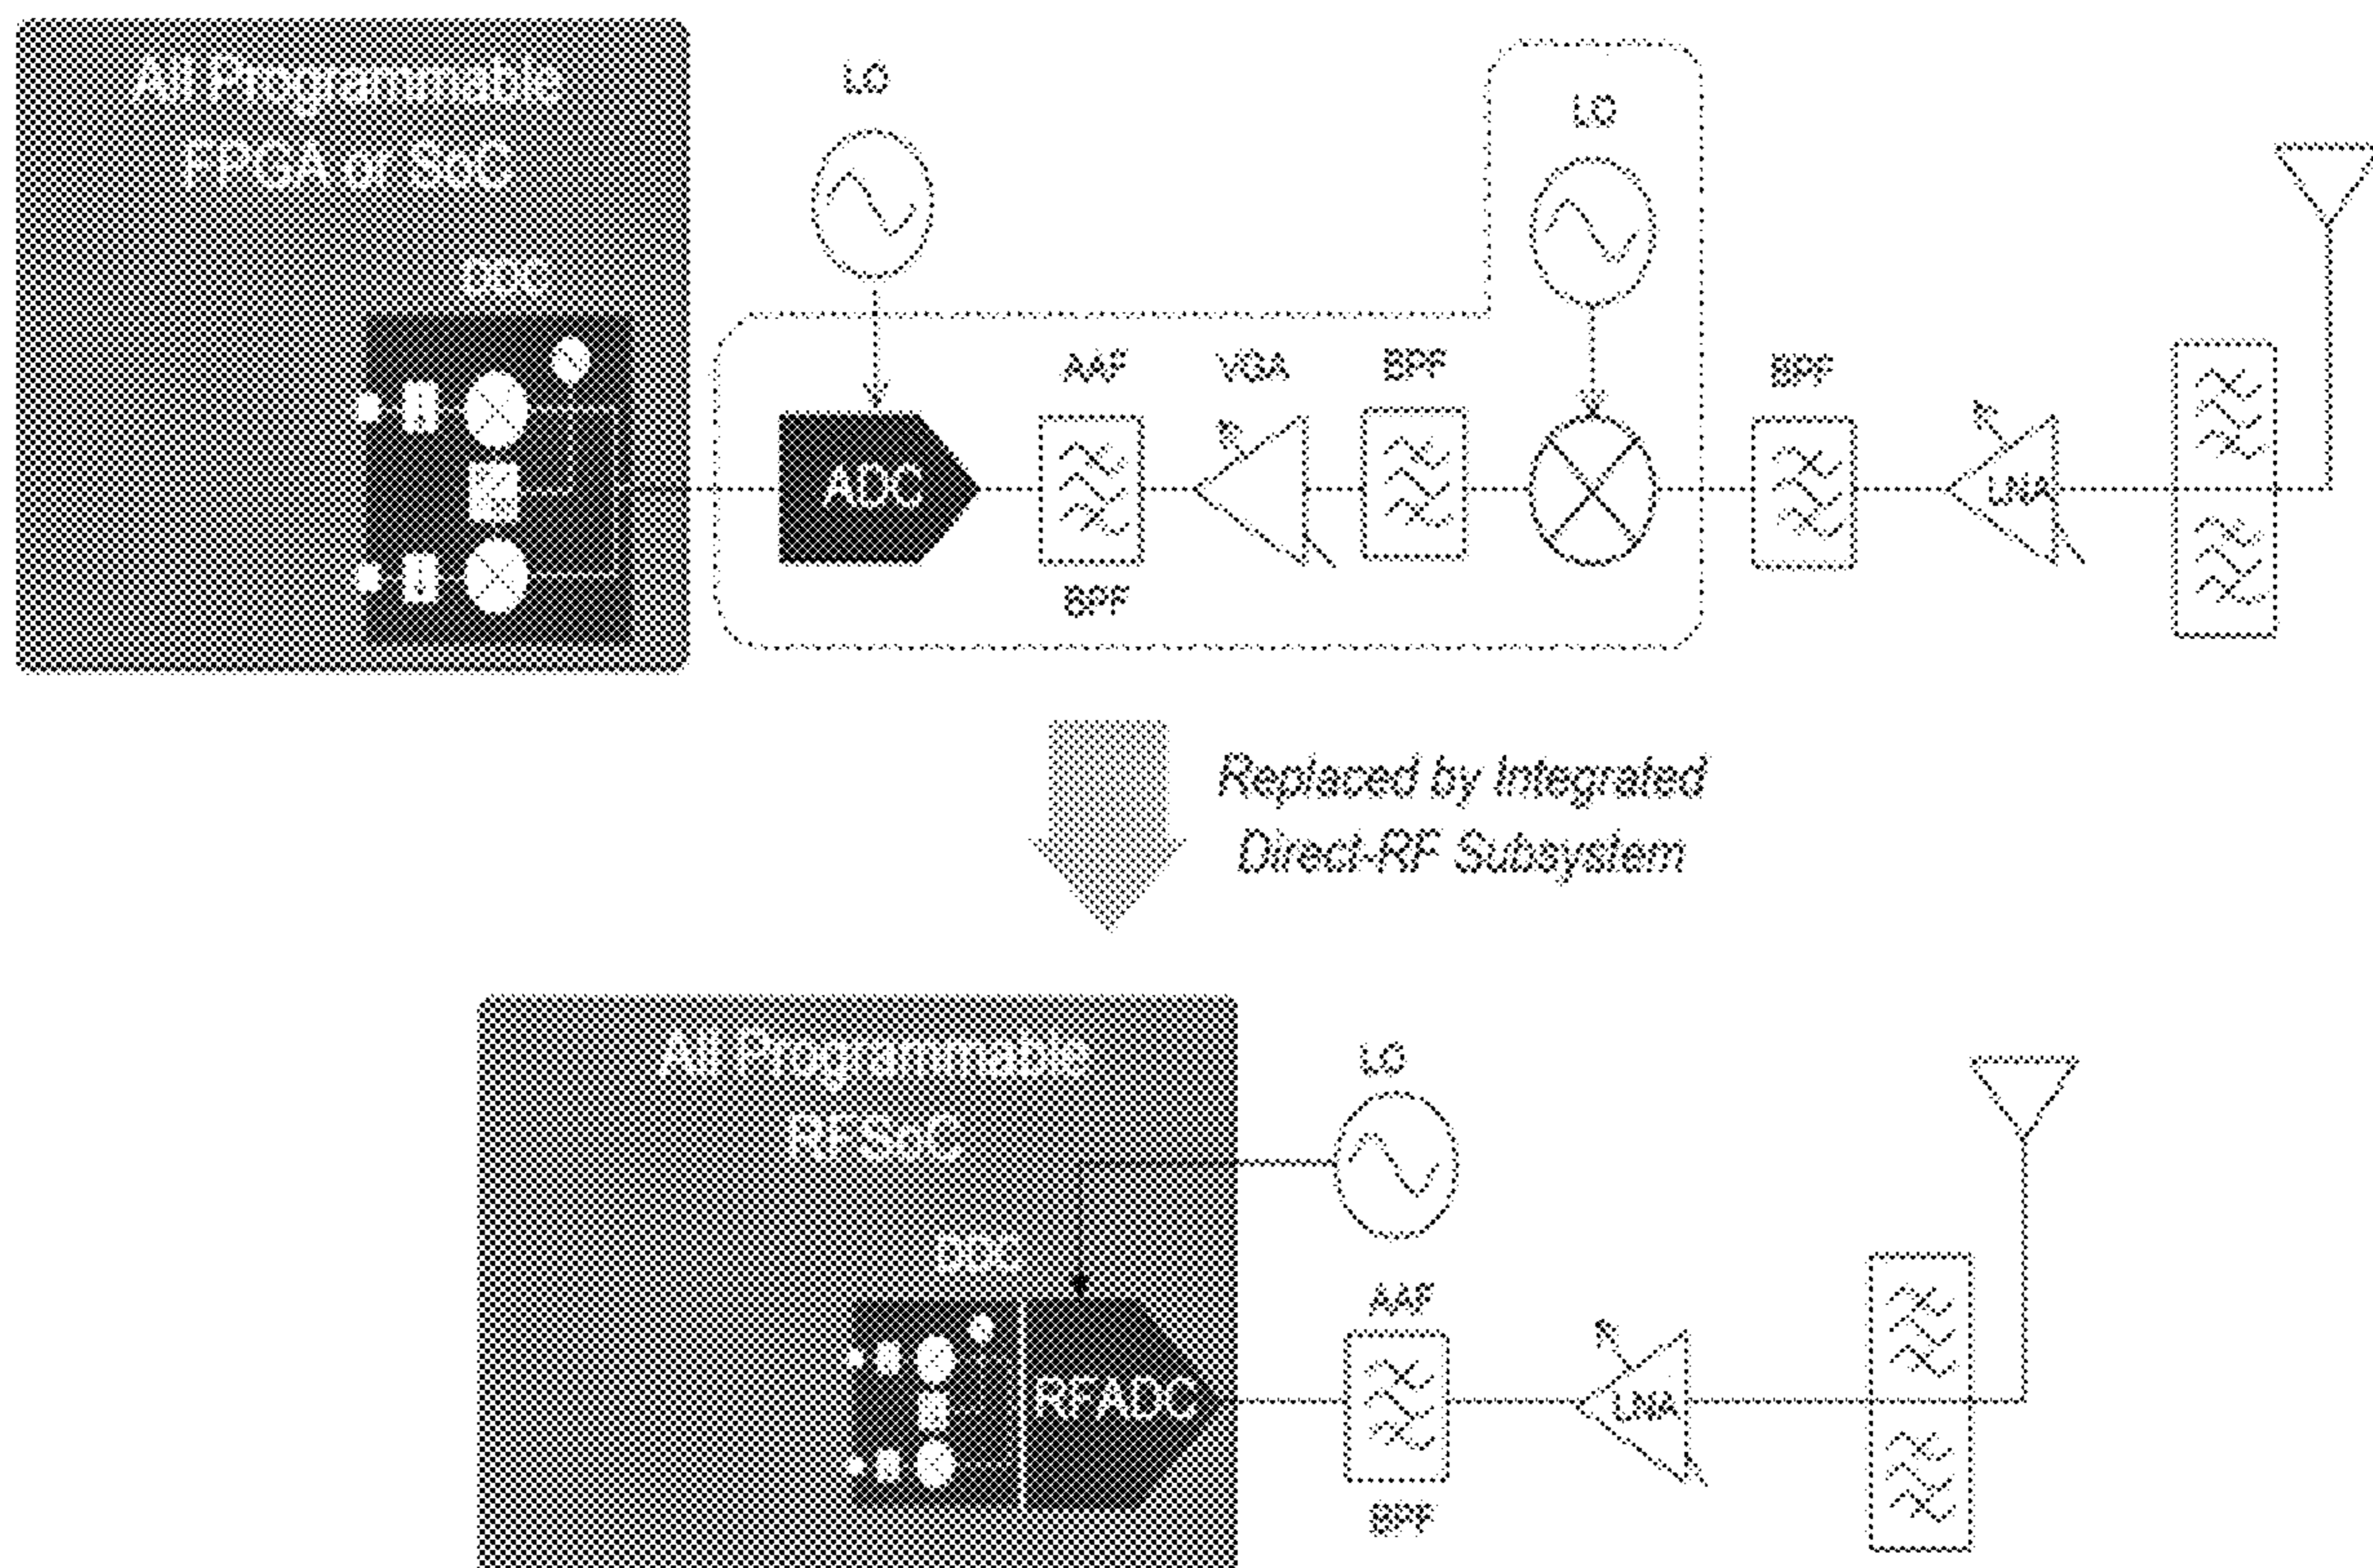 All Programmable
FPGA or SoC
DDC
LO
LO
ADC
AAF
BPF
VGA
BPF
BPF
LNA
Replaced by Integrated
Direct-RF Subsystem
All Programmable
RFSoC
DDC
RFADC
LO
AAF
BPF
LNA